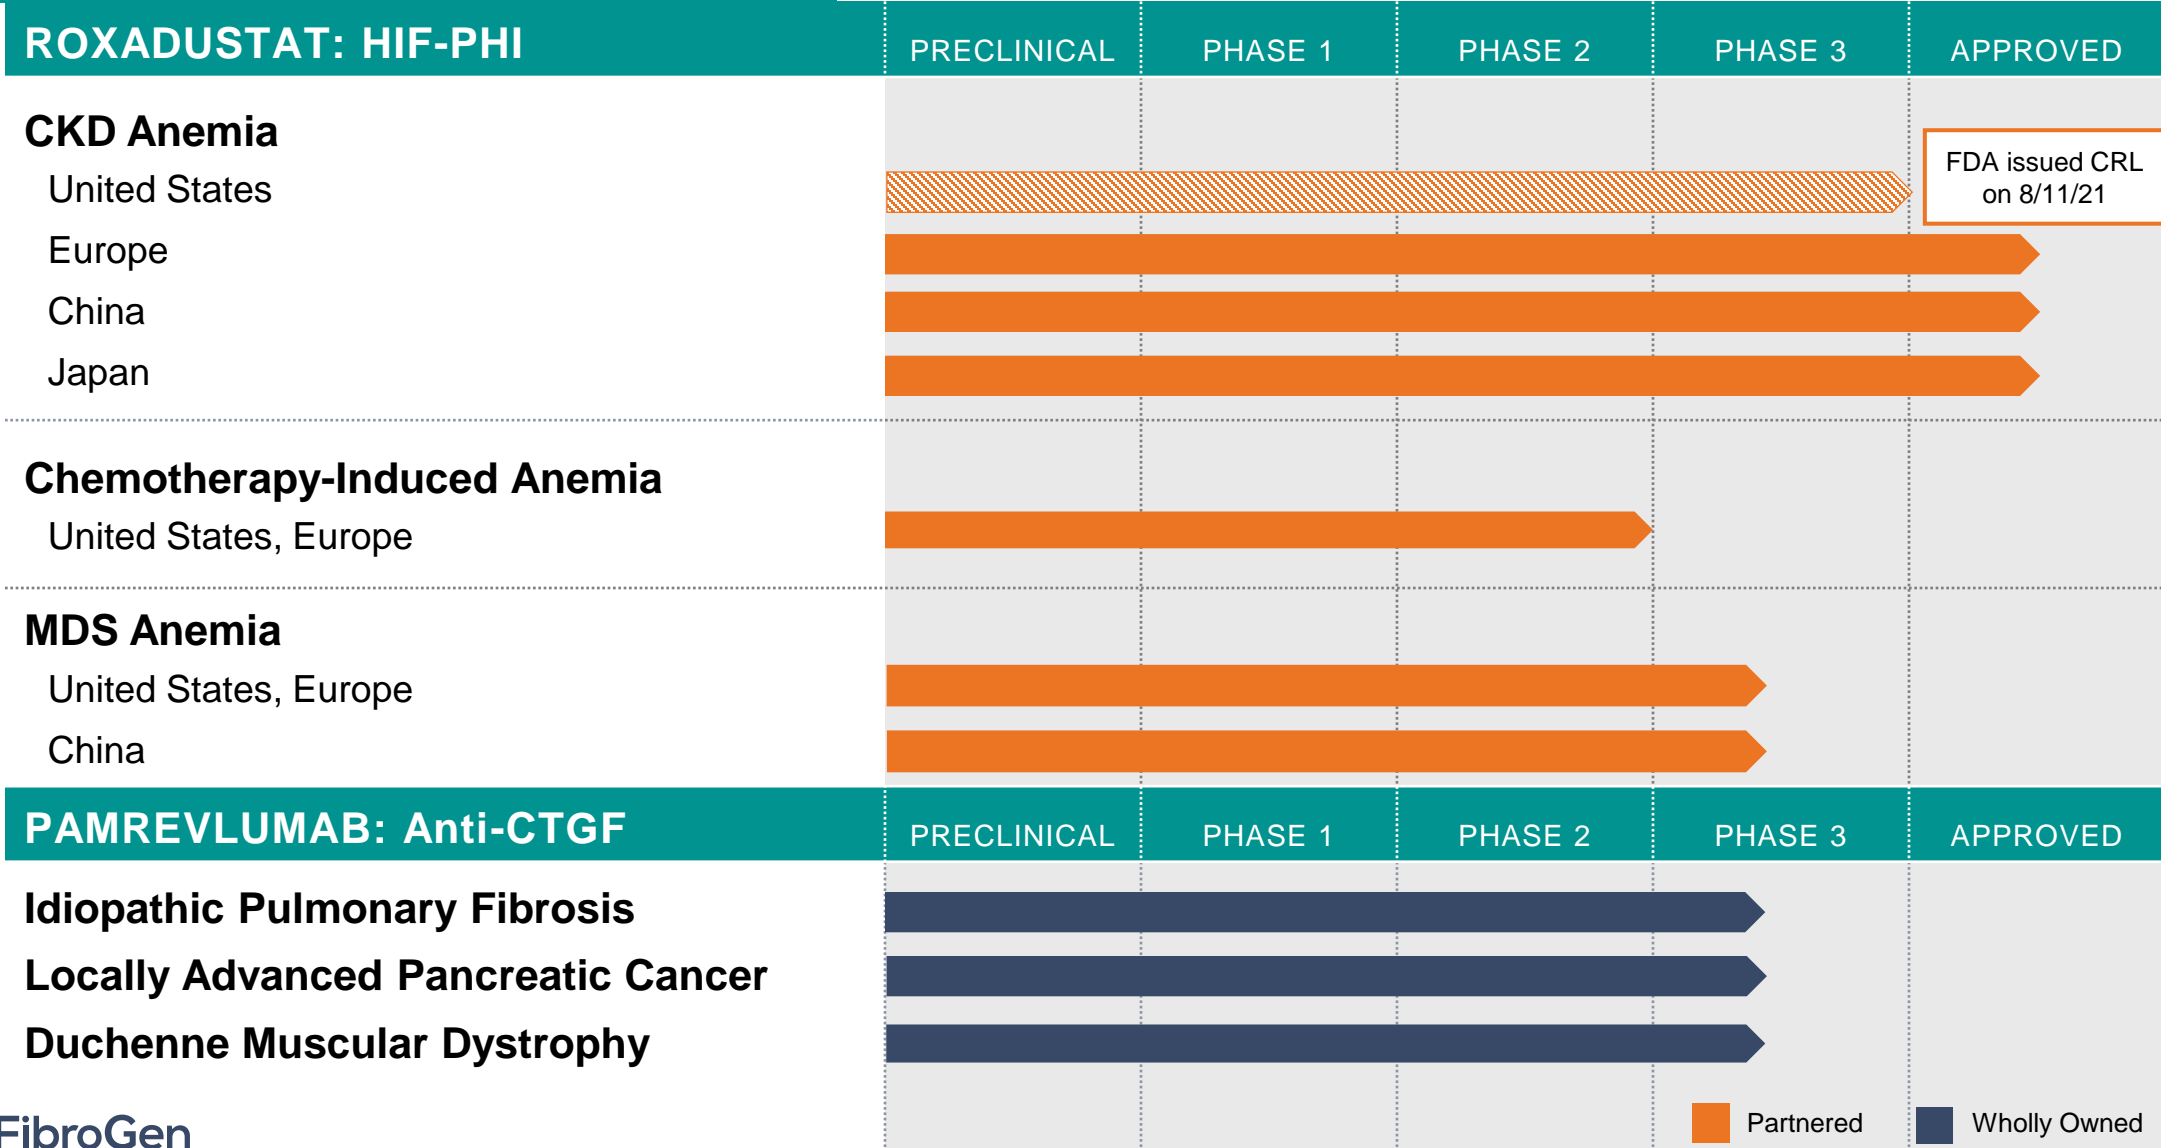 ROXADUSTAT: HIF-PHI PRECLINICAL PHASE 1 PHASE 2 PHASE 3 APPROVED
CKD Anemia
United States
FDA issued CRL
on 8/11/21
Europe
China
Japan
Chemotherapy-Induced Anemia
United States, Europe
MDS Anemia
United States, Europe
China
PAMREVLUMAB: Anti-CTGF PRECLINICAL PHASE 1 PHASE 2 PHASE 3 APPROVED
Idiopathic Pulmonary Fibrosis
Locally Advanced Pancreatic Cancer
Duchenne Muscular Dystrophy
FibroGen
Partnered Wholly Owned